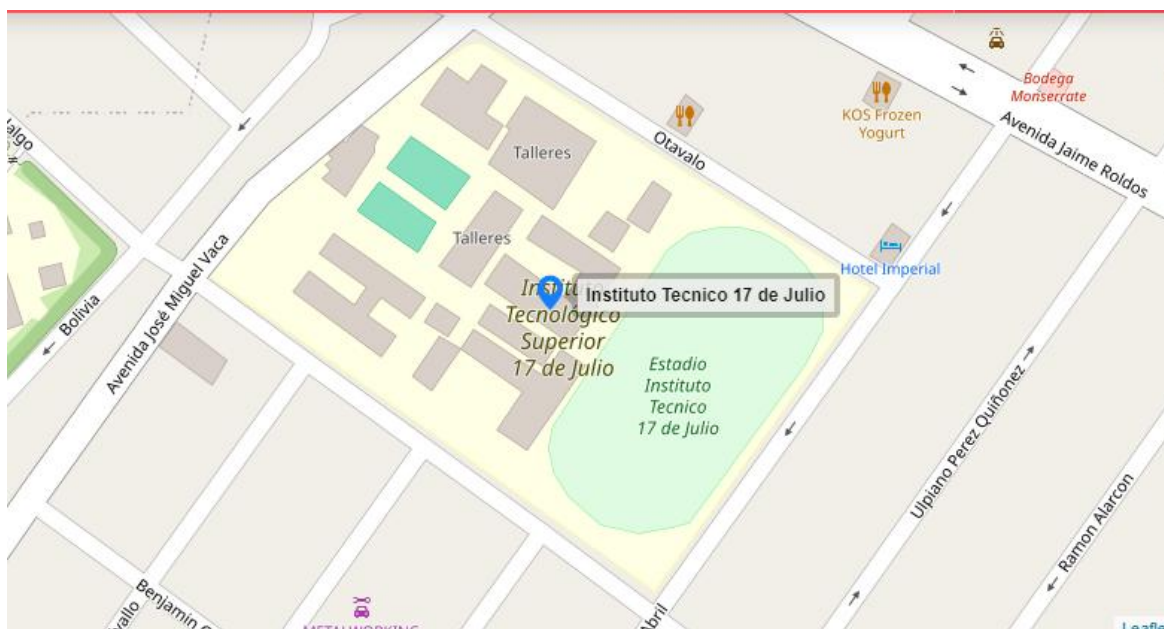 Bodega
Monserrate
KOS Frozen
Yogurt
Avenida Jaime Roldos
Otavalo
Talleres
Talleres
Hotel Imperial
Avenida José Miguel Vaca
Bolivia
Instituto
Tecnológico
Superior
17 de Julio
Instituto Tecnico 17 de Julio
Estadio
Instituto
Tecnico
17 de Julio
Ulpiano Perez Quiñonez
Ramon Alarcon
Benjamin
METALWORKING
Abril